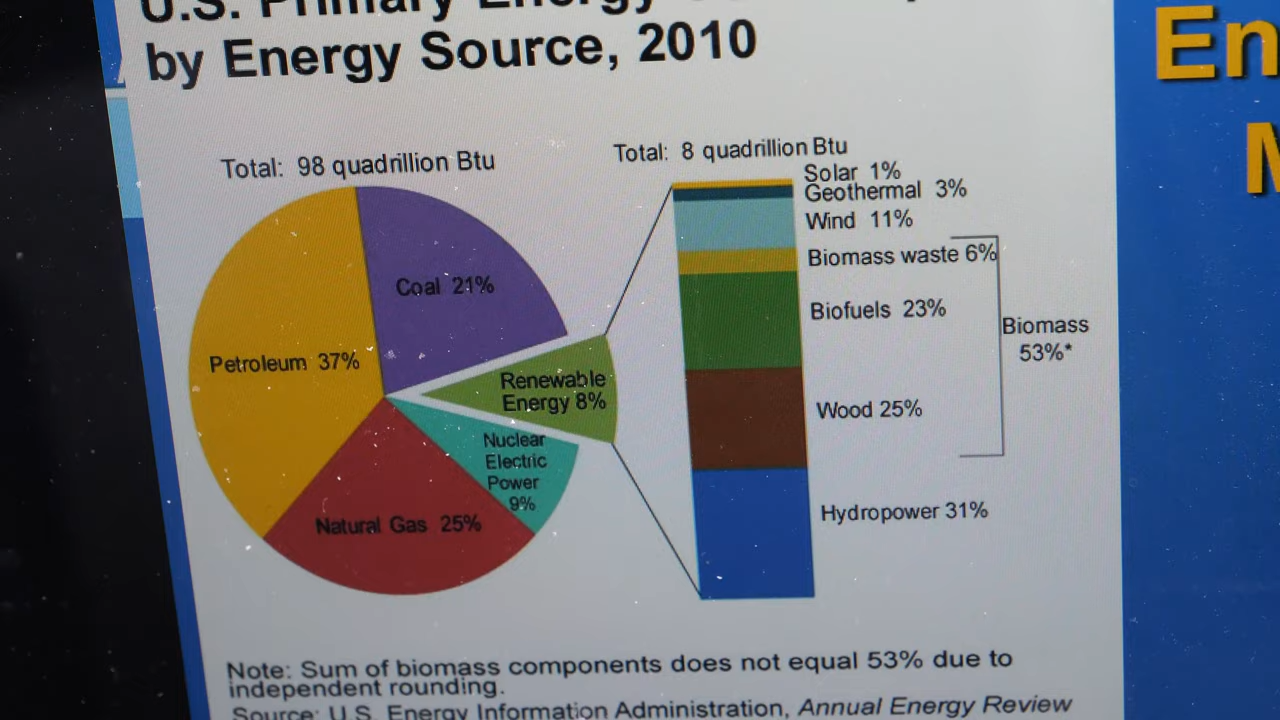 U.S. Primary Energy
by Energy Source, 2010
En
Total: 98 quadrillion Btu
Total: 8 quadrillion Btu
Solar 1%
Geothermal 3%
Wind 11%
Biomass waste 6%
Biofuels 23%
Biomass
53%*
Wood 25%
Hydropower 31%
Coal 21%
Petroleum 37%
Renewable
Energy 8%
Nuclear
Electric
Power
9%
Natural Gas 25%
Note: Sum of biomass components does not equal 53% due to
independent rounding.
Source: U.S. Energy Information Administration, Annual Energy Review